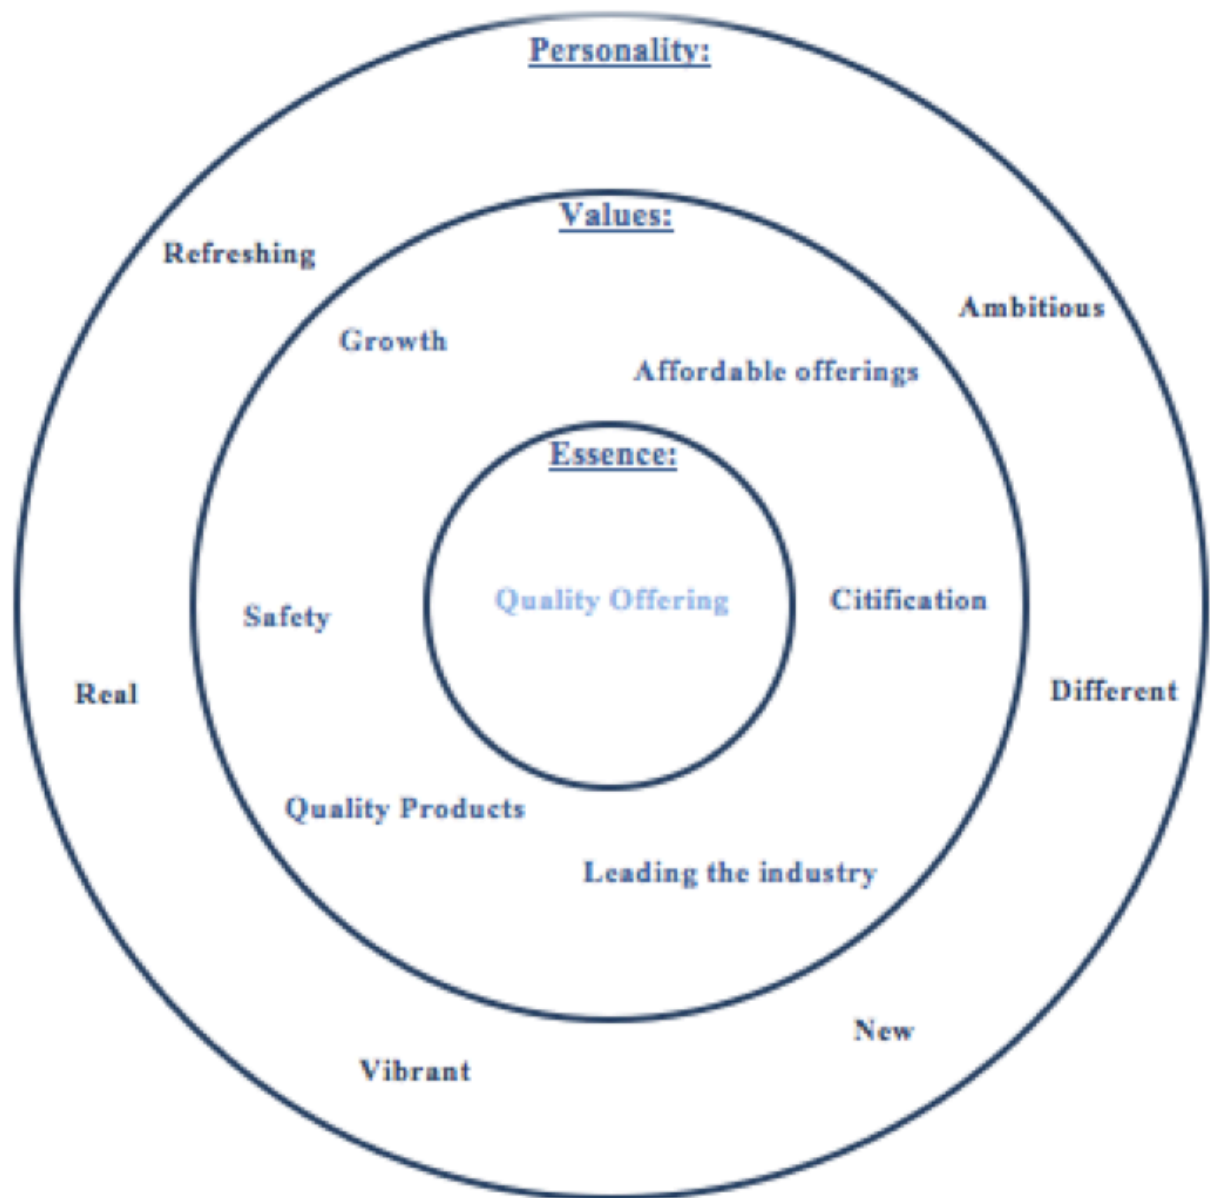 Personality:
Refreshing
Ambitious
Real
Different
Vibrant
New
Values:
Growth
Affordable offerings
Safety
Citification
Quality Products
Leading the industry
Essence:
Quality Offering